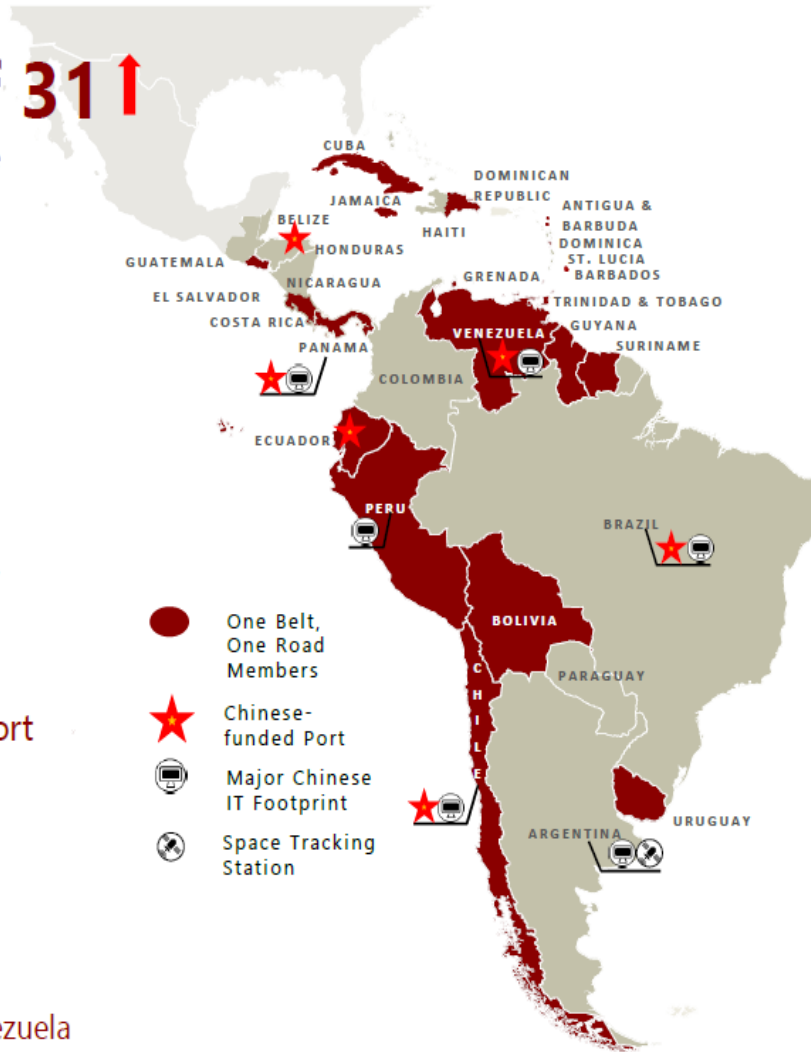 31
CUBA
DOMINICAN
REPUBLIC
JAMAICA
HAITI
ANTIGUA &
BARBUDA
DOMINICA
ST. LUCIA
BARBADOS
BELIZE
HONDURAS
GUATEMALA
NICARAGUA
GRENADA
EL SALVADOR
TRINIDAD & TOBAGO
COSTA RICA
VENEZUELA
GUYANA
SURINAME
PANAMA
COLOMBIA
ECUADOR
PERU
BRAZIL
BOLIVIA
PARAGUAY
CHILE
URUGUAY
ARGENTINA
One Belt,
One Road
Members
Chinese-
funded Port
Major Chinese
IT Footprint
Space Tracking
Station
ort
ezuela